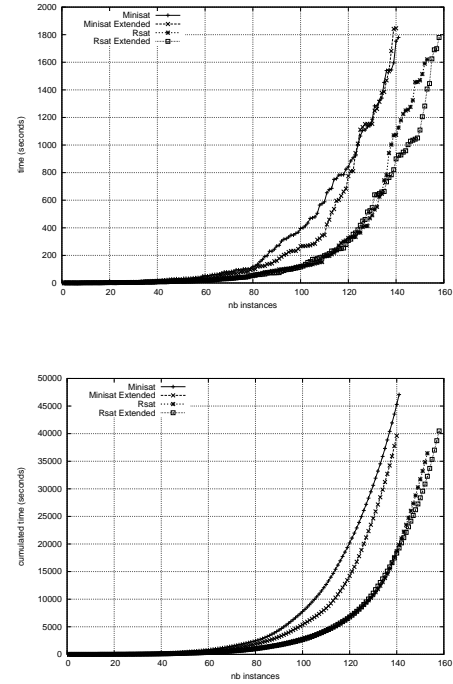 2000
1800
1600
1400
1200
1000
800
600
400
200
0
time (seconds)
Minisat
Minisat Extended
Rsat
Rsat Extended
0 20 40 60 80 100 120 140 160
nb instances
50000
45000
40000
35000
30000
25000
20000
15000
10000
5000
0
cumulated time (seconds)
Minisat
Minisat Extended
Rsat
Rsat Extended
0 20 40 60 80 100 120 140 160
nb instances